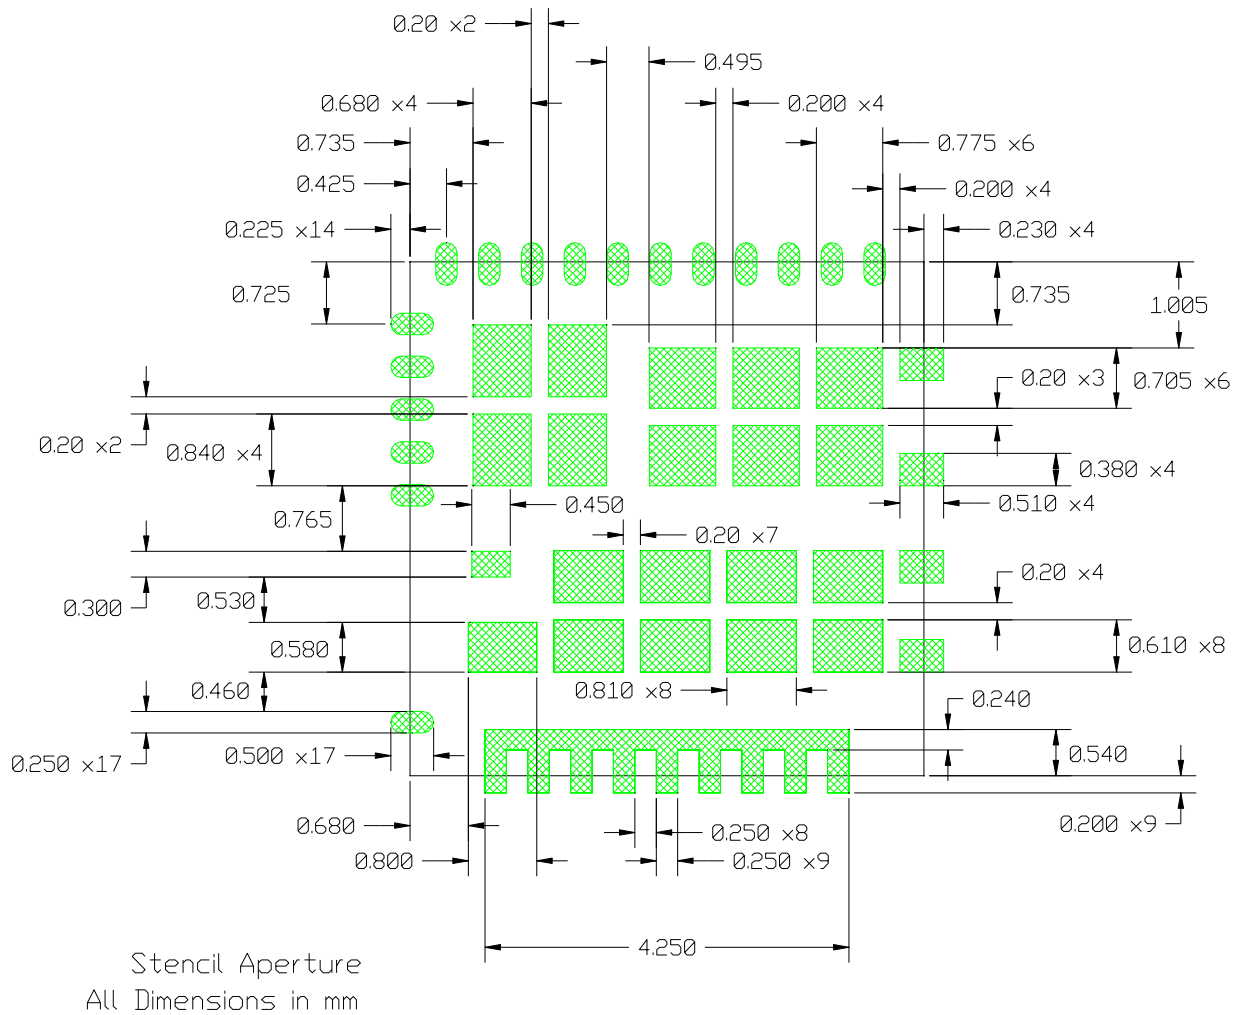 0.20 x2
0.495
0.680 x4
0.200 x4
0.735
0.775 x6
0.425
0.200 x4
0.225 x14
0.230 x4
0.725
0.735
1.005
0.20 x3
0.705 x6
0.20 x2
0.840 x4
0.380 x4
0.450
0.510 x4
0.765
0.20 x7
0.20 x4
0.300
0.530
0.580
0.610 x8
0.460
0.810 x8
0.240
0.250 x17
0.500 x17
0.540
0.680
0.250 x8
0.200 x9
0.800
0.250 x9
4.250
Stencil Aperture
All Dimensions in mm